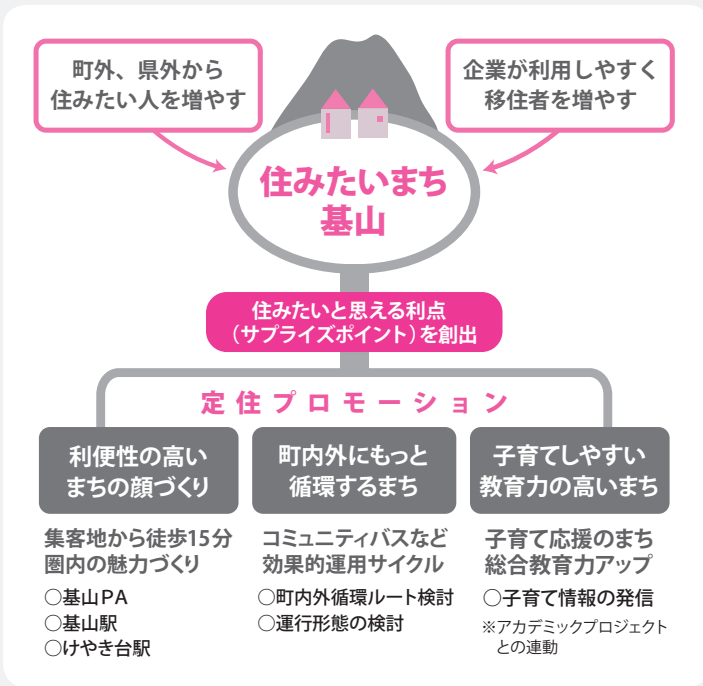 町外、県外から
住みたい人を増やす
企業が利用しやすく
移住者を増やす
住みたいまち
基山
住みたいと思える利点
(サプライズポイント)を創出
定住プロモーション
利便性の高い
まちの顔づくり
集客地から徒歩15分
圏内の魅力づくり
○基山PA
○基山駅
○けやき台駅
町内外にもっと
循環するまち
コミュニティバスなど
効果的運用サイクル
○町内外循環ルート検討
○運行形態の検討
子育てしやすい
教育力の高いまち
子育て応援のまち
総合教育力アップ
○子育て情報の発信
※アカデミックプロジェクト
との連動